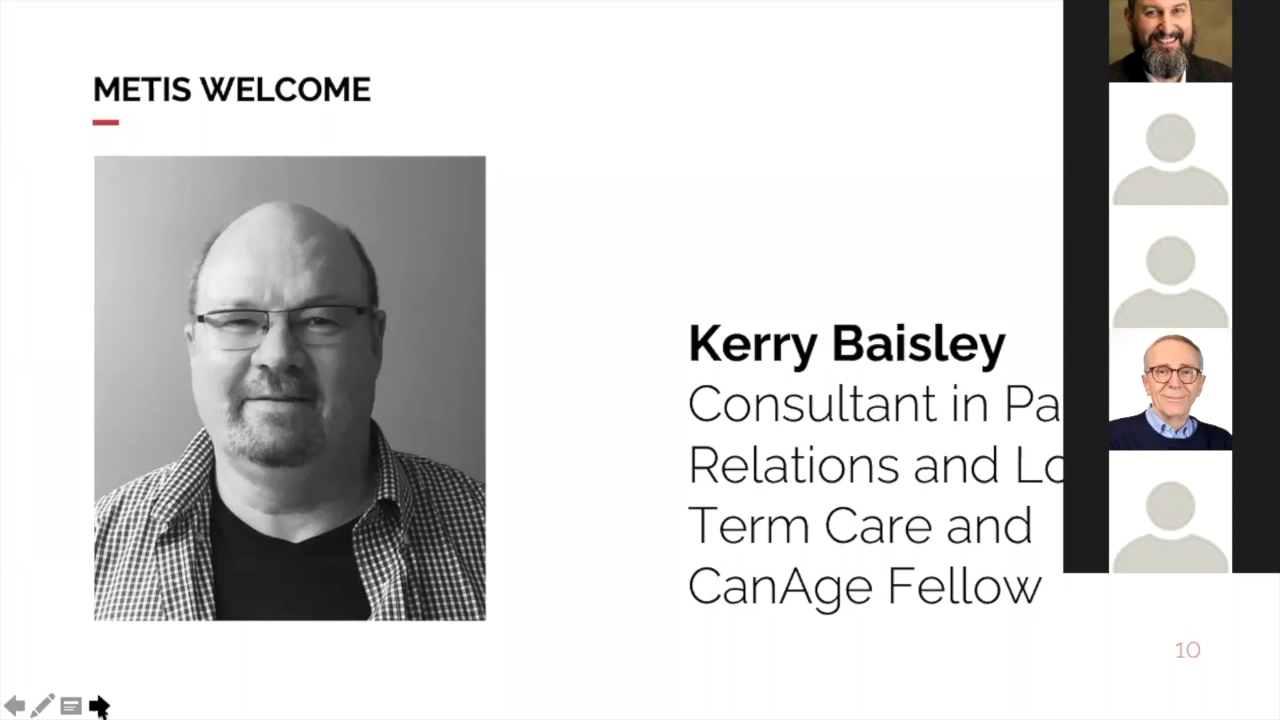 METIS WELCOME
Kerry Baisley
Consultant in Pa
Relations and Lo
Term Care and
CanAge Fellow
10